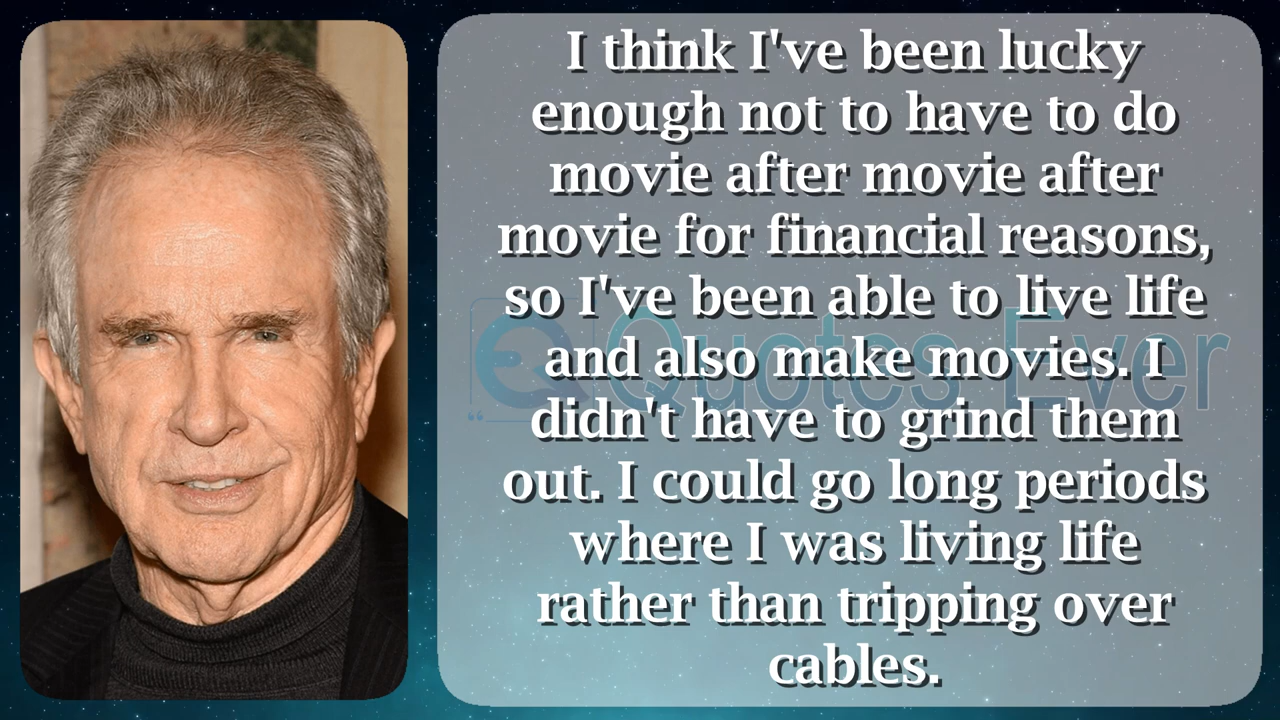 I think I've been lucky
enough not to have to do
movie after movie after
movie for financial reasons,
so I've been able to live life
and also make movies. I
didn't have to grind them
out. I could go long periods
where I was living life
rather than tripping over
cables.
Quotes Ever